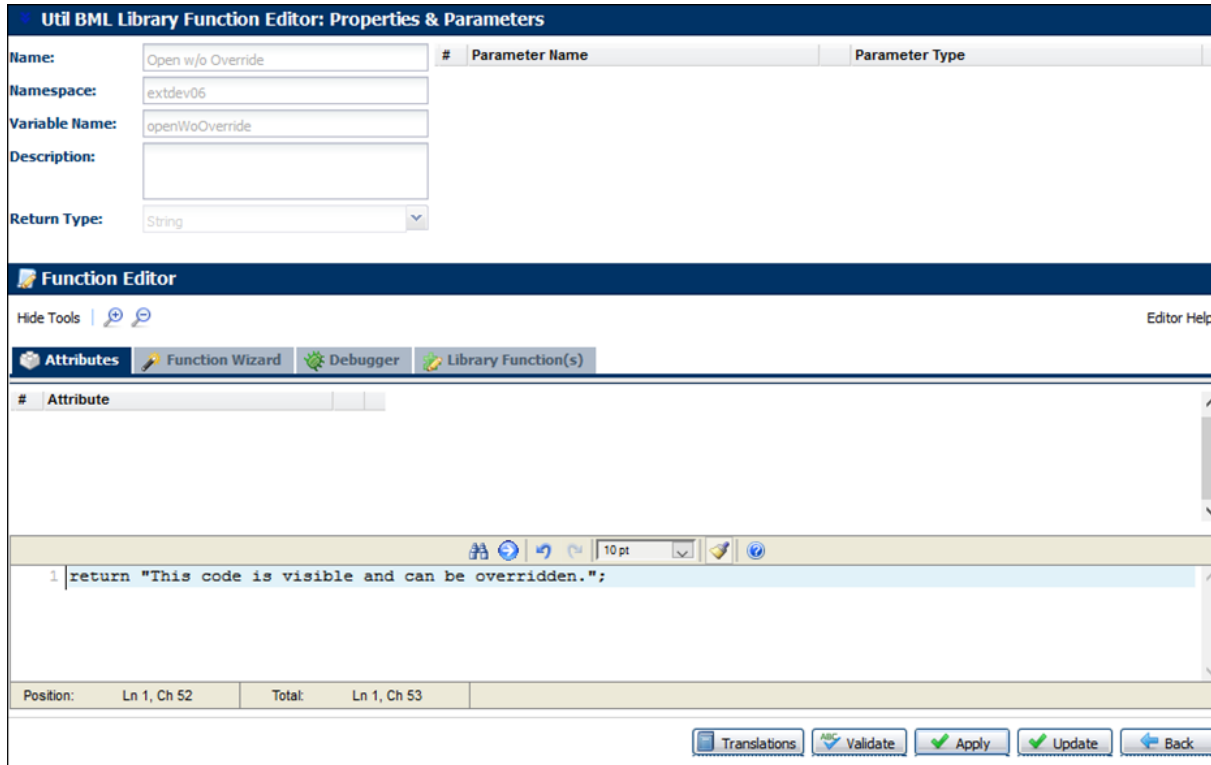 Util BML Library Function Editor: Properties & Parameters
Name: Open w/o Override # Parameter Name Parameter Type
Namespace: extdev06
Variable Name: openWoOverride
Description:
Return Type: String
Function Editor
Hide Tools Editor Help
Attributes Function Wizard Debugger Library Function(s)
# Attribute
10 pt
1 return "This code is visible and can be overridden.";
Position: Ln 1, Ch 52 Total: Ln 1, Ch 53
Translations ABC Validate Apply Update Back